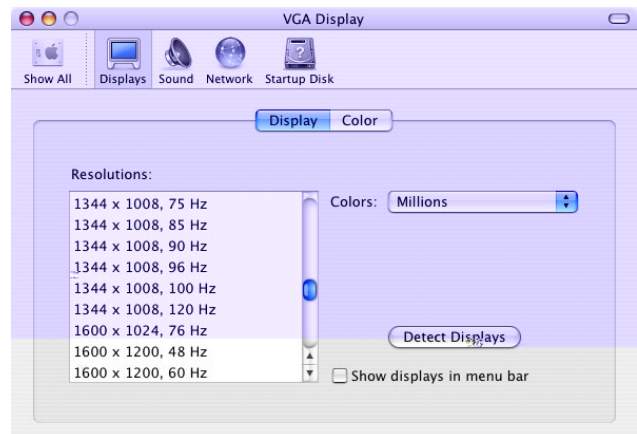 VGA Display
Show All Displays Sound Network Startup Disk
Display Color
Resolutions:
1344 x 1008, 75 Hz
1344 x 1008, 85 Hz
1344 x 1008, 90 Hz
1344 x 1008, 96 Hz
1344 x 1008, 100 Hz
1344 x 1008, 120 Hz
1600 x 1024, 76 Hz
1600 x 1200, 48 Hz
1600 x 1200, 60 Hz
Colors: Millions
Detect Displays
Show displays in menu bar